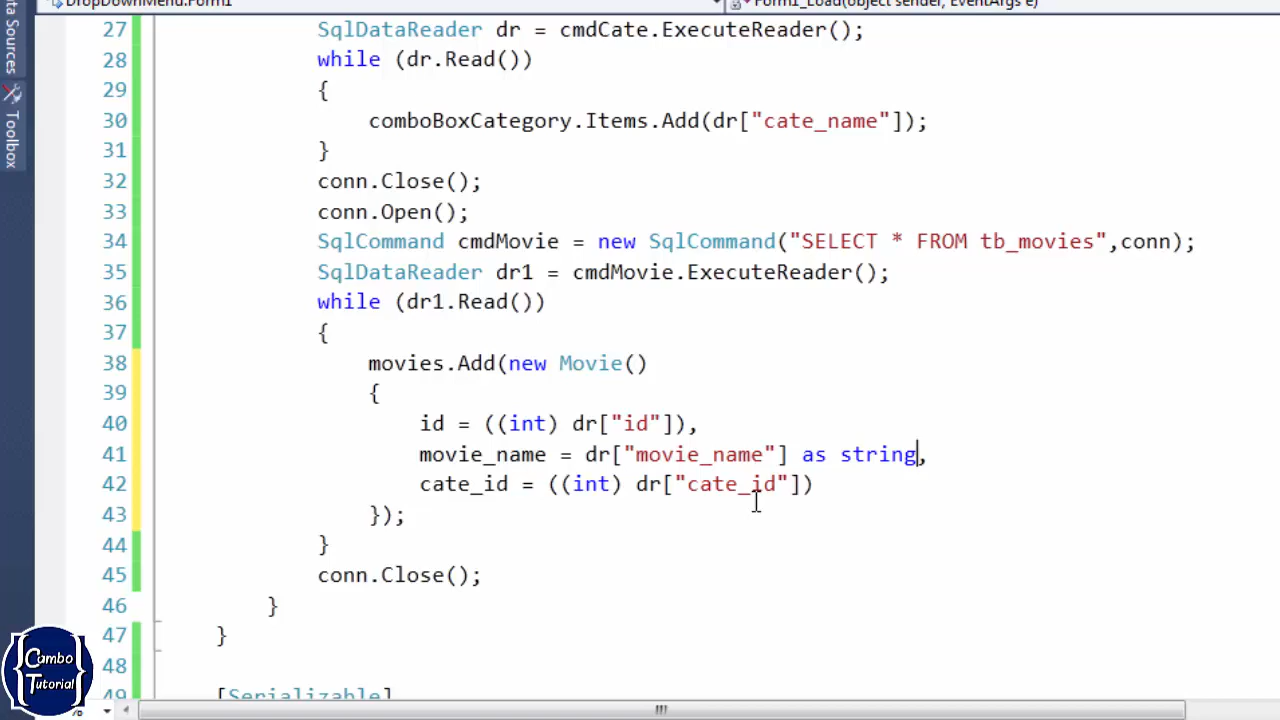 DropDownMenu.Form1
Form1_Load(object sender, EventArgs e)
Data Sources
Toolbox
27 SqlDataReader dr = cmdCate.ExecuteReader();
28 while (dr.Read())
29 {
30 comboBoxCategory.Items.Add(dr["cate_name"]);
31 }
32 conn.Close();
33 conn.Open();
34 SqlCommand cmdMovie = new SqlCommand("SELECT * FROM tb_movies",conn);
35 SqlDataReader dr1 = cmdMovie.ExecuteReader();
36 while (dr1.Read())
37 {
38 movies.Add(new Movie()
39 {
40 id = ((int) dr["id"]),
41 movie_name = dr["movie_name"] as string,
42 cate_id = ((int) dr["cate_id"])
43 });
44 }
45 conn.Close();
46 }
47 }
48
49 [Serializable]
{Cambo
Tutorial}
%